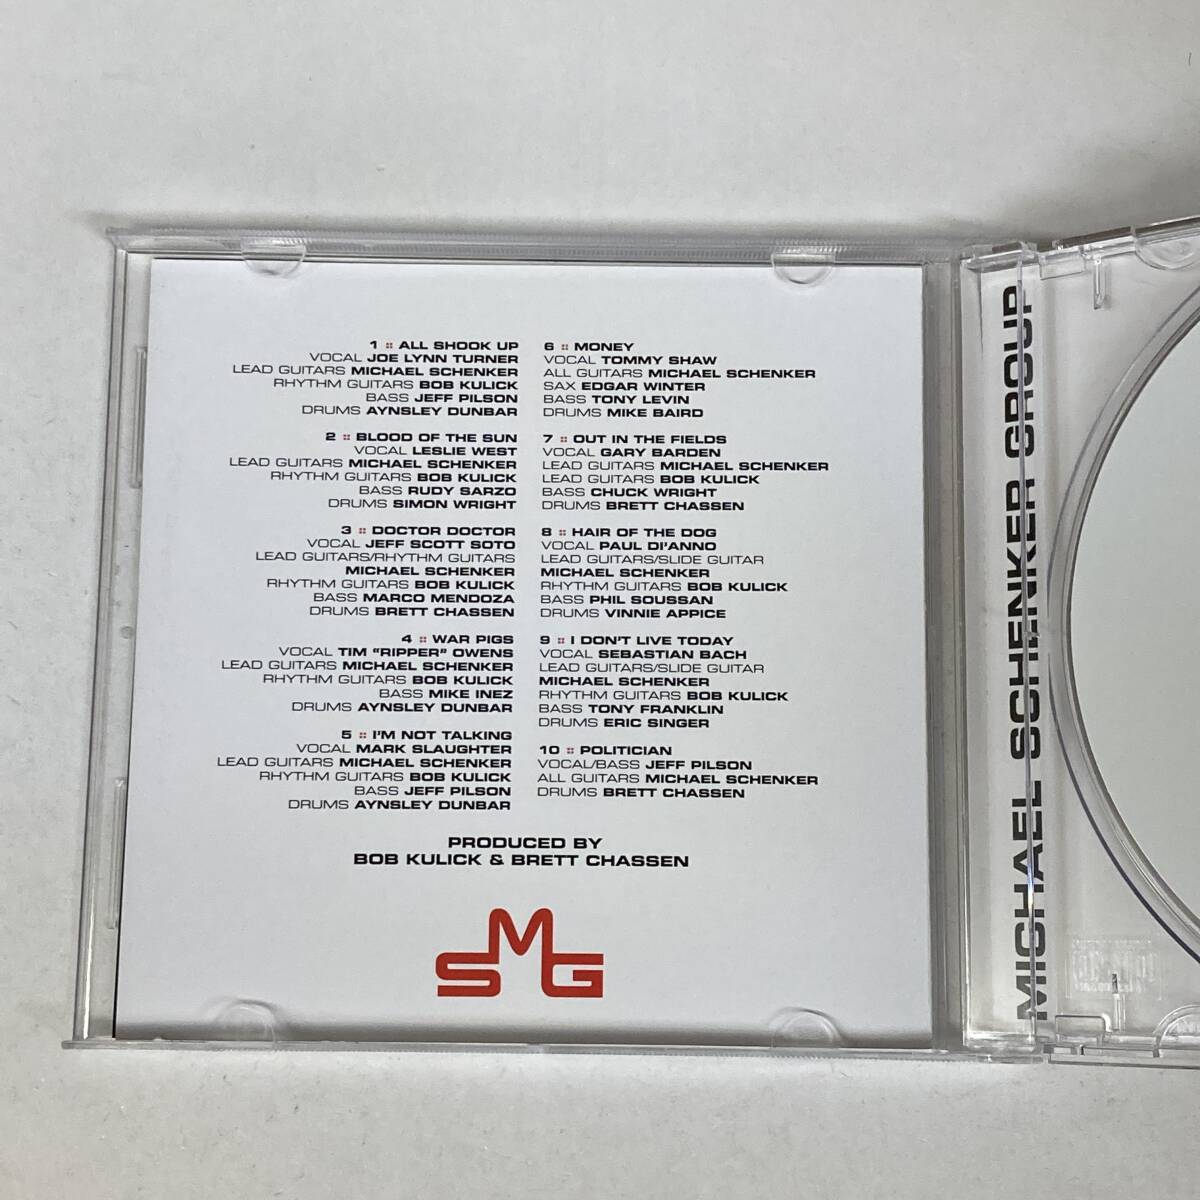 1 :: ALL SHOOK UP
VOCAL JOE LYNN TURNER
LEAD GUITARS MICHAEL SCHENKER
RHYTHM GUITARS BOB KULICK
BASS JEFF PILSON
DRUMS AYNSLEY DUNBAR
2 :: BLOOD OF THE SUN
VOCAL LESLIE WEST
LEAD GUITARS MICHAEL SCHENKER
RHYTHM GUITARS BOB KULICK
BASS RUDY SARZO
DRUMS SIMON WRIGHT
3 :: DOCTOR DOCTOR
VOCAL JEFF SCOTT SOTO
LEAD GUITARS/RHYTHM GUITARS
MICHAEL SCHENKER
RHYTHM GUITARS BOB KULICK
BASS MARCO MENDOZA
DRUMS BRETT CHASSEN
4 :: WAR PIGS
VOCAL TIM "RIPPER" OWENS
LEAD GUITARS MICHAEL SCHENKER
RHYTHM GUITARS BOB KULICK
BASS MIKE INEZ
DRUMS AYNSLEY DUNBAR
5 :: I'M NOT TALKING
VOCAL MARK SLAUGHTER
LEAD GUITARS MICHAEL SCHENKER
RHYTHM GUITARS BOB KULICK
BASS JEFF PILSON
DRUMS AYNSLEY DUNBAR
6 :: MONEY
VOCAL TOMMY SHAW
ALL GUITARS MICHAEL SCHENKER
SAX EDGAR WINTER
BASS TONY LEVIN
DRUMS MIKE BAIRD
7 :: OUT IN THE FIELDS
VOCAL GARY BARDEN
LEAD GUITARS MICHAEL SCHENKER
LEAD GUITARS BOB KULICK
BASS CHUCK WRIGHT
DRUMS BRETT CHASSEN
8 :: HAIR OF THE DOG
VOCAL PAUL DI'ANNO
LEAD GUITARS/SLIDE GUITAR
MICHAEL SCHENKER
RHYTHM GUITARS BOB KULICK
BASS PHIL SOUSSAN
DRUMS VINNIE APPICE
9 :: I DON'T LIVE TODAY
VOCAL SEBASTIAN BACH
LEAD GUITARS/SLIDE GUITAR
MICHAEL SCHENKER
RHYTHM GUITARS BOB KULICK
BASS TONY FRANKLIN
DRUMS ERIC SINGER
10 :: POLITICIAN
VOCAL/BASS JEFF PILSON
ALL GUITARS MICHAEL SCHENKER
DRUMS BRETT CHASSEN
PRODUCED BY
BOB KULICK & BRETT CHASSEN
MSG
MICHAEL SCHENKER GROUP